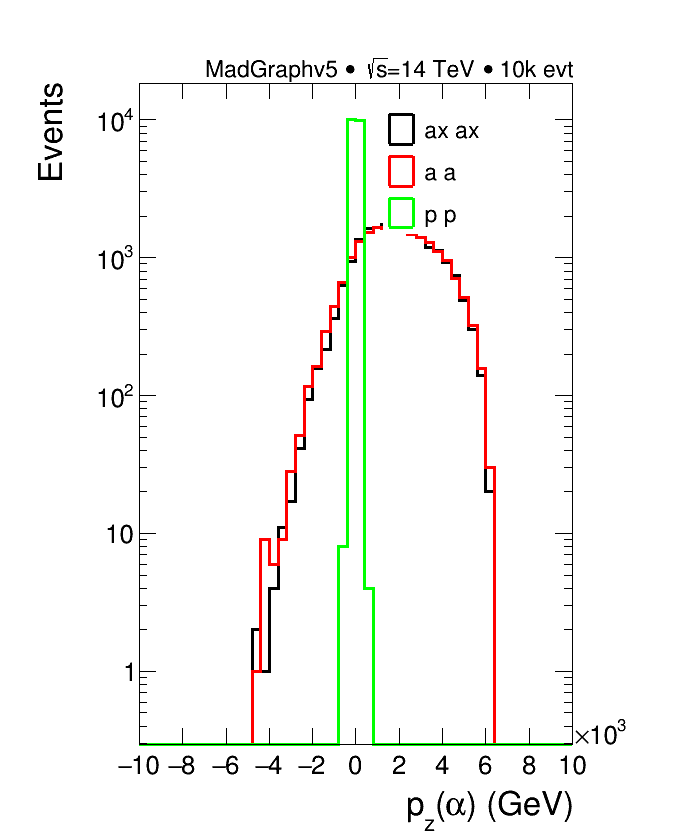 MadGraphv5 • √s=14 TeV • 10k evt
Events
ax ax
a a
p p
10⁴
10³
10²
10
1
−10 −8 −6 −4 −2 0 2 4 6 8 10
×10³
p_z(α) (GeV)